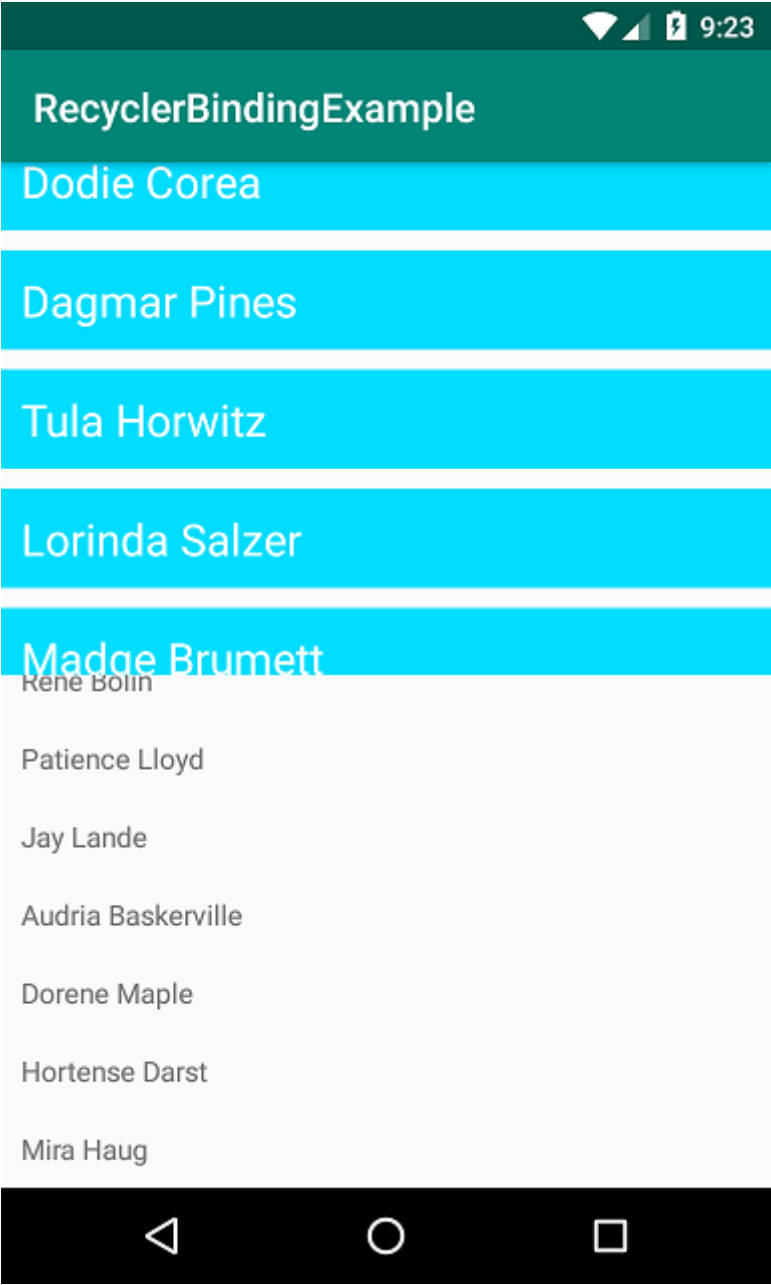 9:23
RecyclerBindingExample
Dodie Corea
Dagmar Pines
Tula Horwitz
Lorinda Salzer
Madge Brumett
Rene Bolin
Patience Lloyd
Jay Lande
Audria Baskerville
Dorene Maple
Hortense Darst
Mira Haug